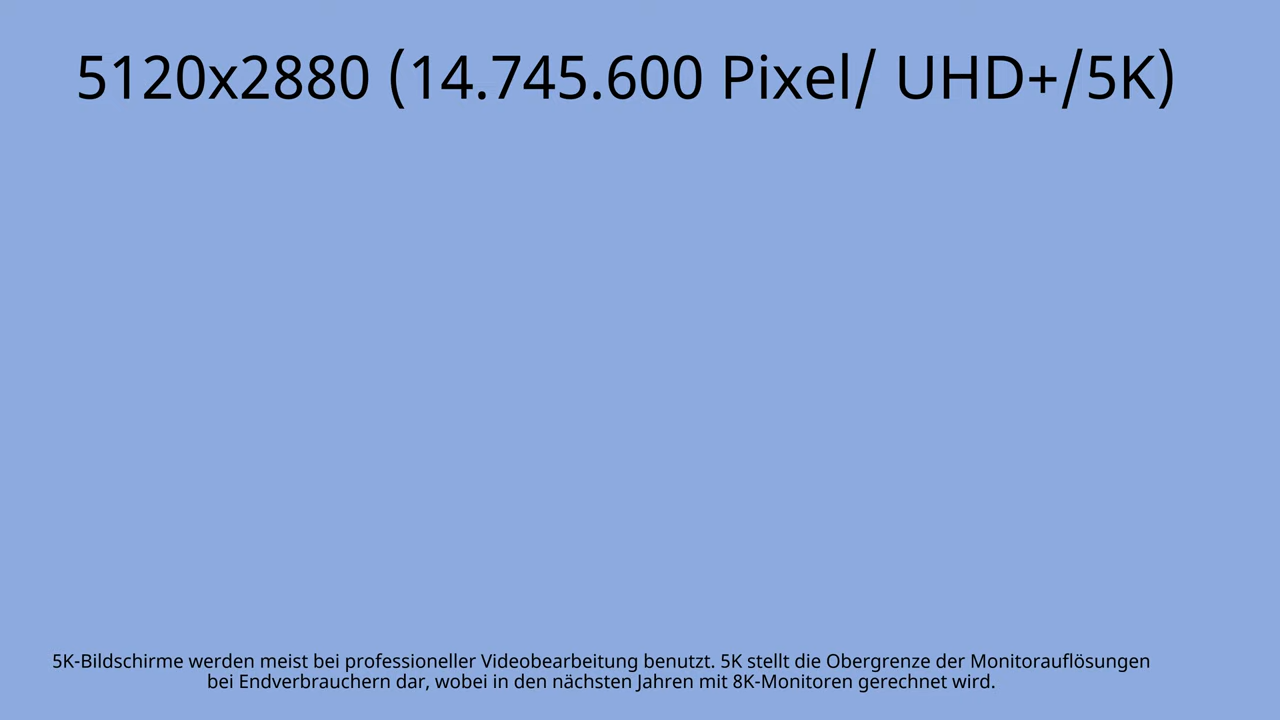 5120x2880 (14.745.600 Pixel/ UHD+/5K)
5K-Bildschirme werden meist bei professioneller Videobearbeitung benutzt. 5K stellt die Obergrenze der Monitorauflösungen
bei Endverbrauchern dar, wobei in den nächsten Jahren mit 8K-Monitoren gerechnet wird.